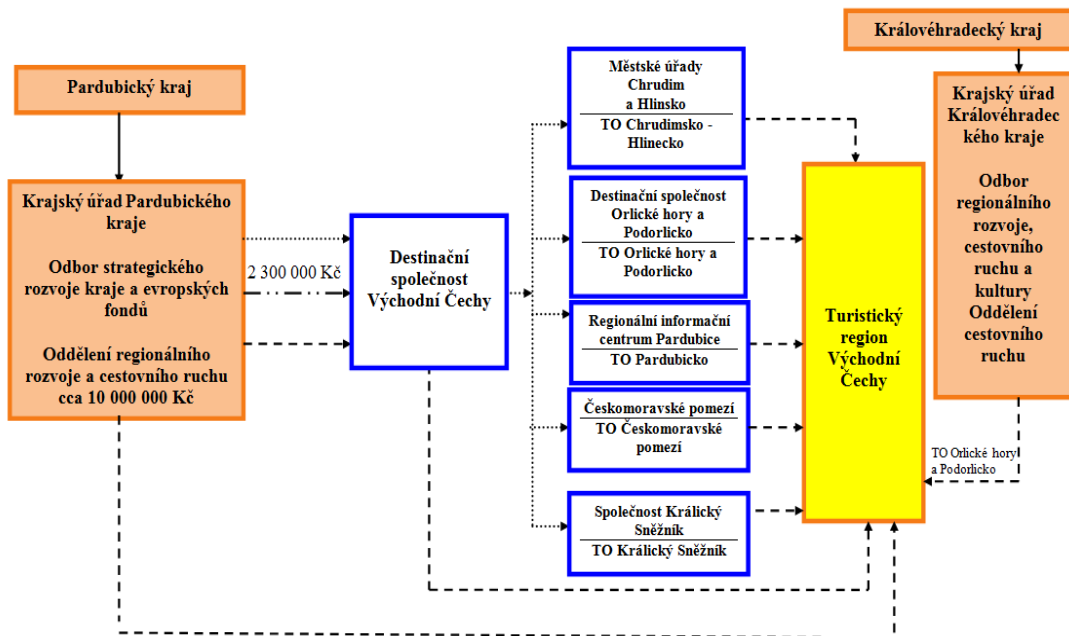 Pardubický kraj
Krajský úřad Pardubického
kraje
Odbor strategického
rozvoje kraje a evropských
fondů
Oddělení regionálního
rozvoje a cestovního ruchu
cca 10 000 000 Kč
2 300 000 Kč
Destinační
společnost
Východní Čechy
Městské úřady
Chrudim
a Hlinsko
TO Chrudimsko -
Hlinecko
Destinační společnost
Orlické hory a
Podorlicko
TO Orlické hory a
Podorlicko
Regionální informační
centrum Pardubice
TO Pardubicko
Českomoravské pomezí
TO Českomoravské
pomezí
Společnost Králický
Sněžník
TO Králický Sněžník
Turistický
region
Východní
Čechy
Královéhradecký kraj
Krajský úřad
Královéhradec
kého kraje
Odbor
regionálního
rozvoje,
cestovního
ruchu a
kultury
Oddělení
cestovního
ruchu
TO Orlické hory
a Podorlicko